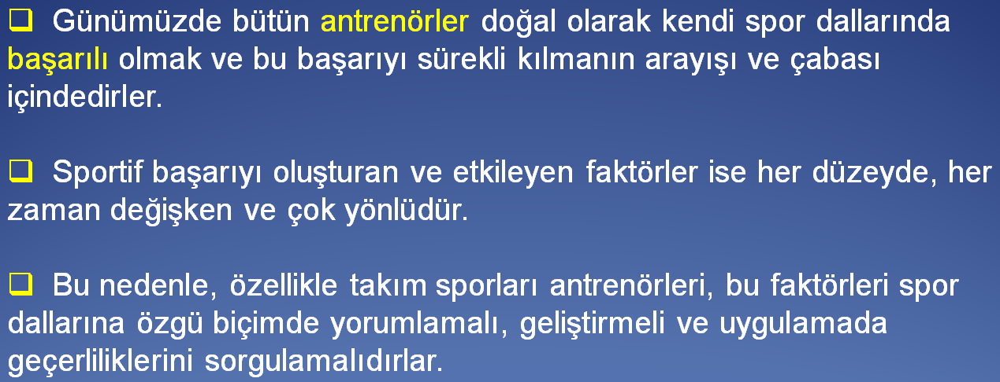 ❑ Günümüzde bütün antrenörler doğal olarak kendi spor dallarında
başarılı olmak ve bu başarıyı sürekli kılmanın arayışı ve çabası
içindedirler.
❑ Sportif başarıyı oluşturan ve etkileyen faktörler ise her düzeyde, her
zaman değişken ve çok yönlüdür.
❑ Bu nedenle, özellikle takım sporları antrenörleri, bu faktörleri spor
dallarına özgü biçimde yorumlamalı, geliştirmeli ve uygulamada
geçerliliklerini sorgulamalıdırlar.